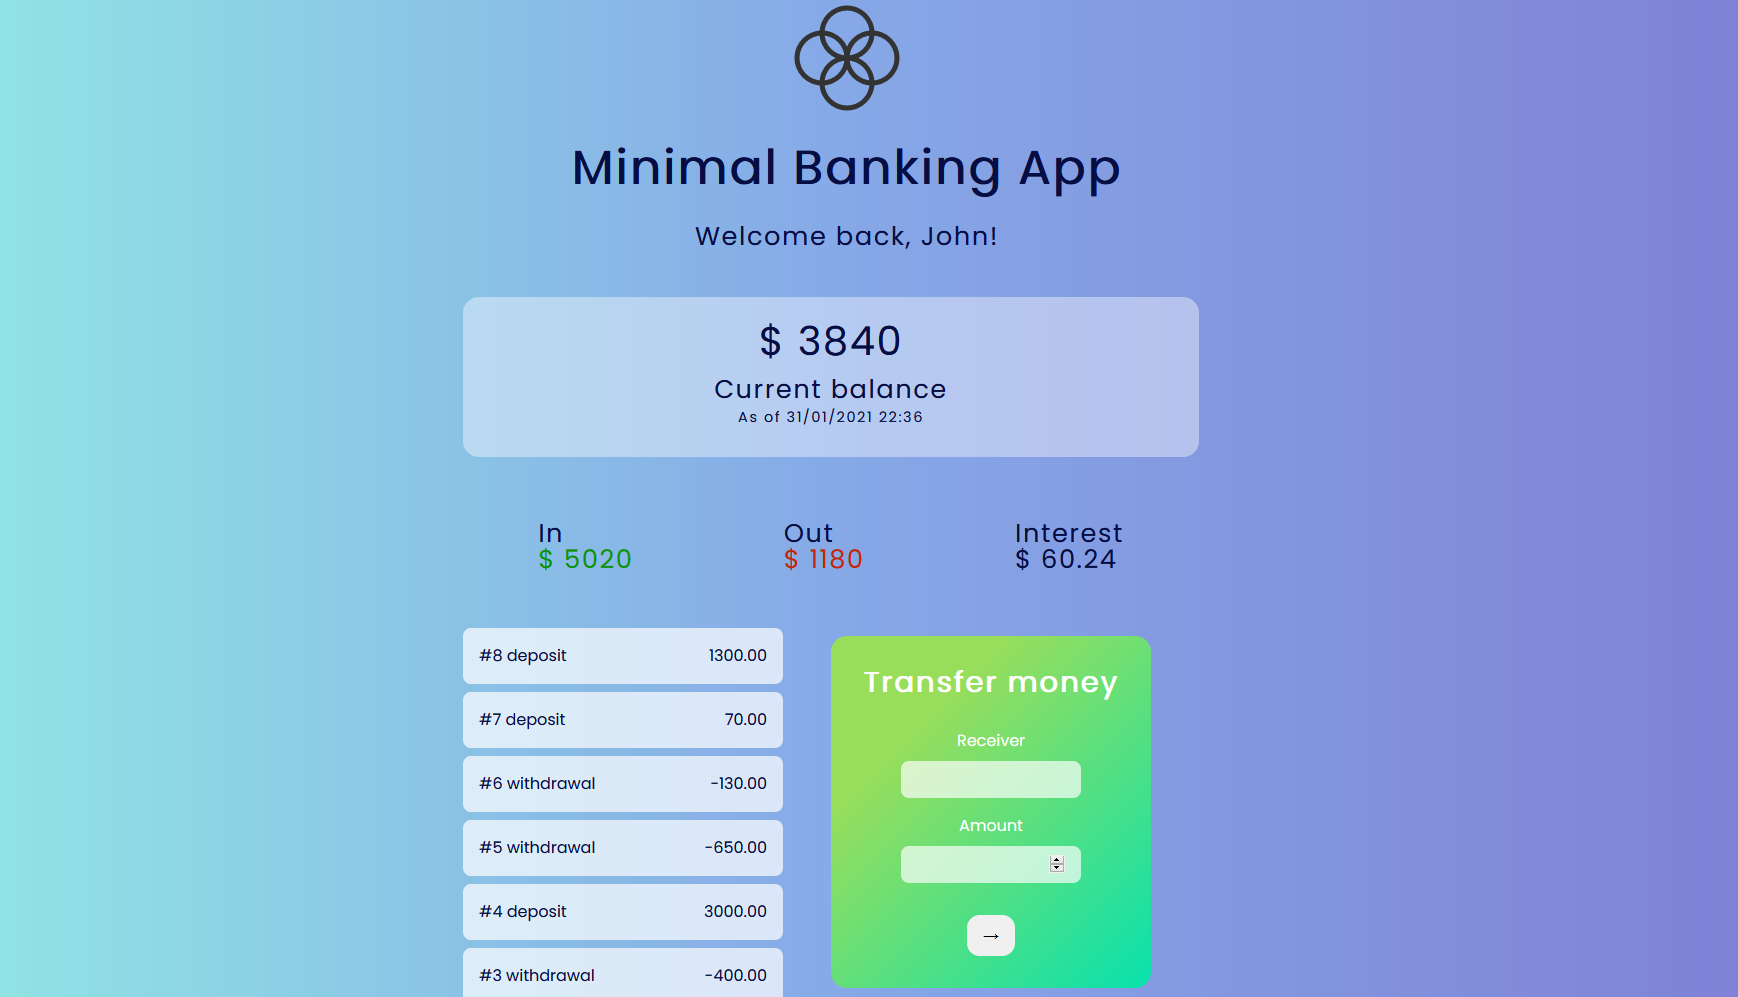 Minimal Banking App
Welcome back, John!
$ 3840
Current balance
As of 31/01/2021 22:36
In
$ 5020
Out
$ 1180
Interest
$ 60.24
#8 deposit 1300.00
#7 deposit 70.00
#6 withdrawal -130.00
#5 withdrawal -650.00
#4 deposit 3000.00
#3 withdrawal -400.00
Transfer money
Receiver
Amount
→